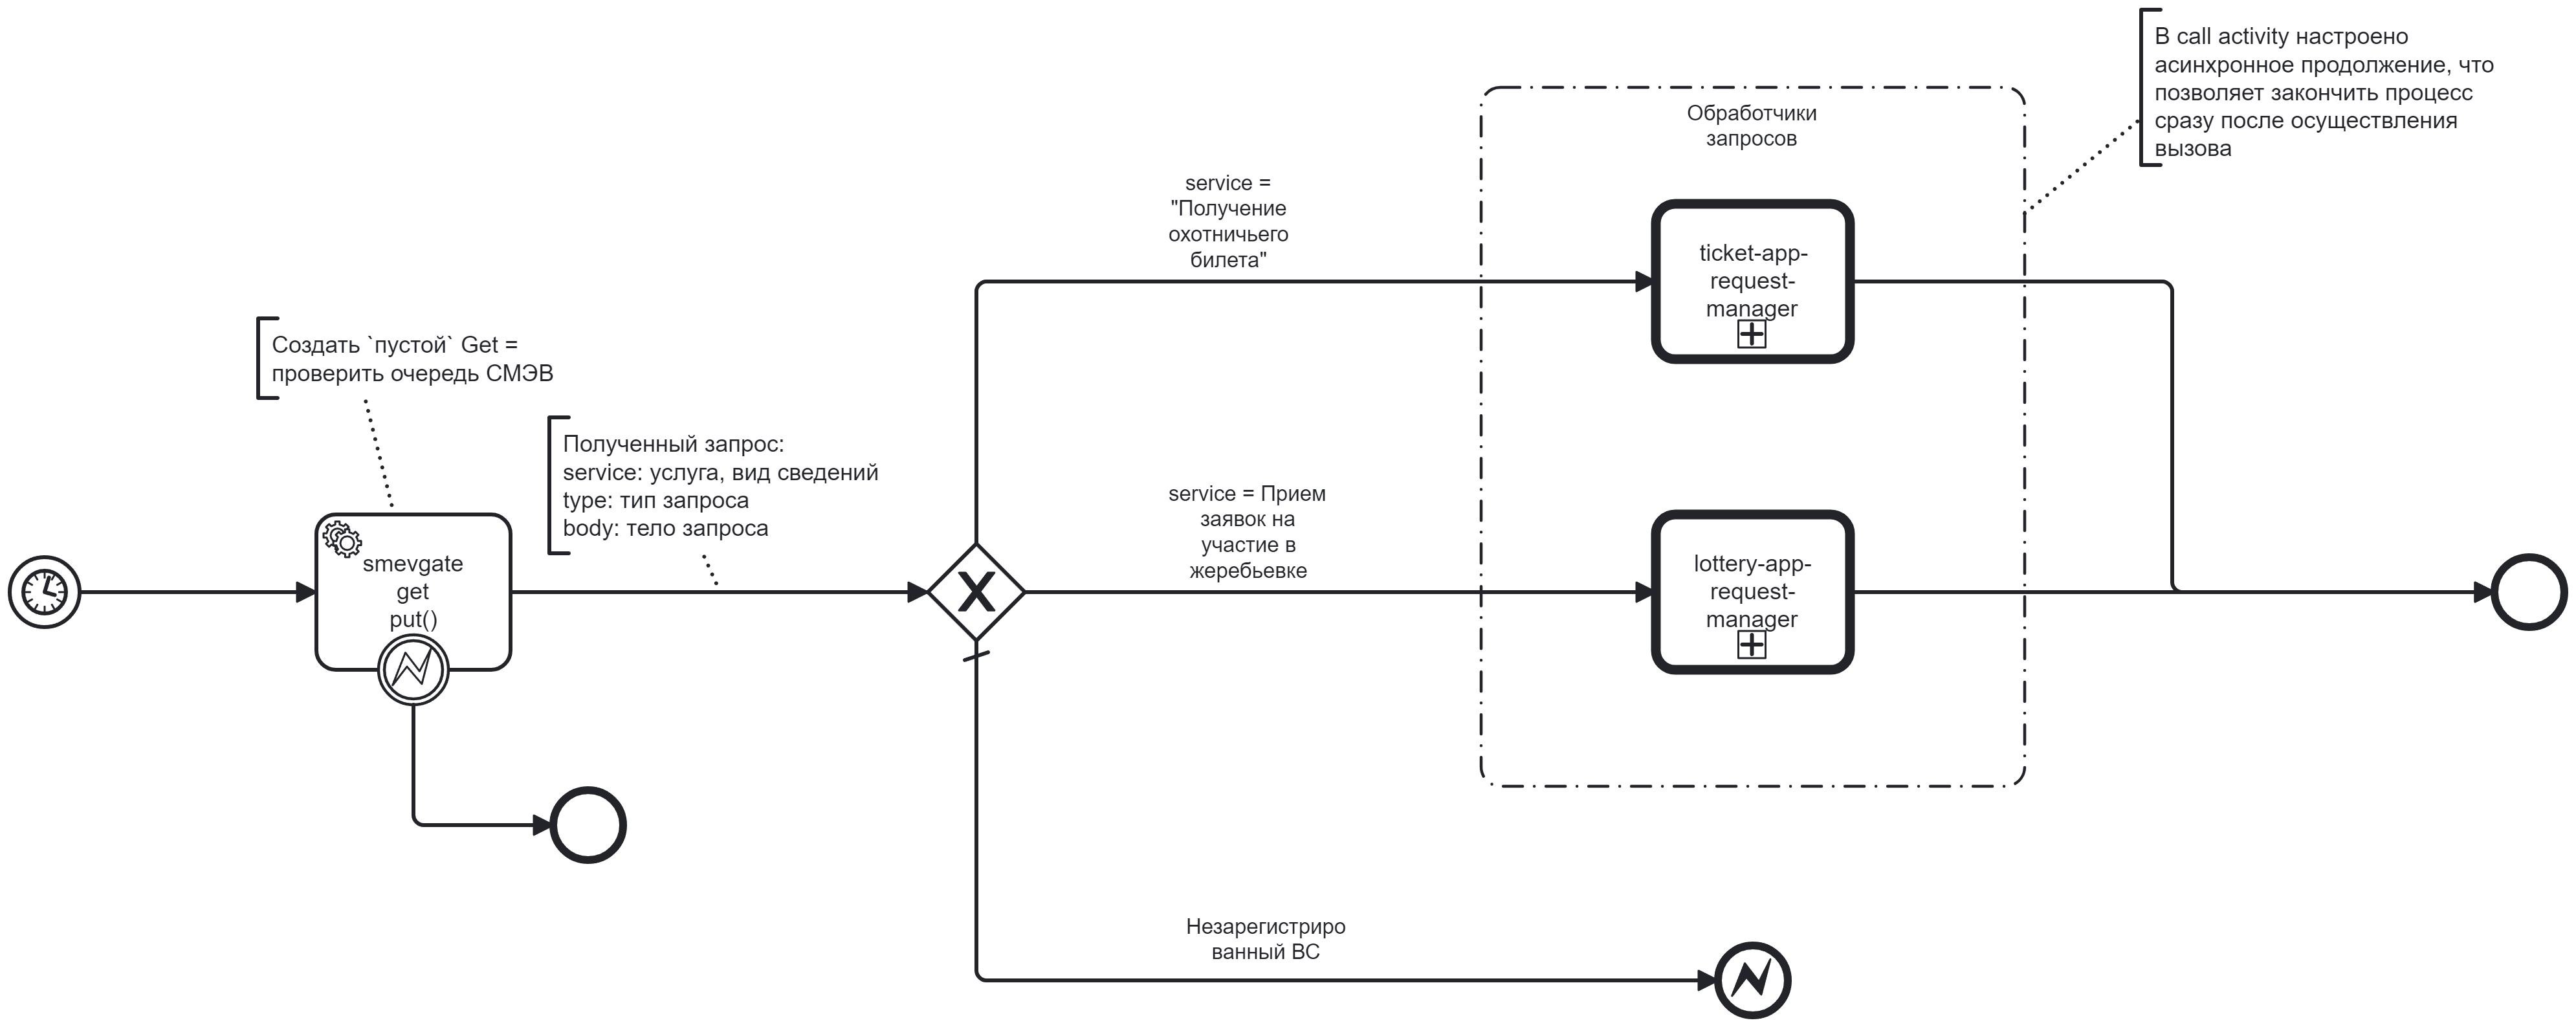 В call activity настроено
асинхронное продолжение, что
позволяет закончить процесс
сразу после осуществления
вызова
Обработчики
запросов
service =
"Получение
охотничьего
билета"
ticket-app-
request-
manager
Создать `пустой` Get =
проверить очередь СМЭВ
Полученный запрос:
service: услуга, вид сведений
type: тип запроса
body: тело запроса
service = Прием
заявок на
участие в
жеребьевке
smevgate
get
put()
lottery-app-
request-
manager
Незарегистриро
ванный ВС